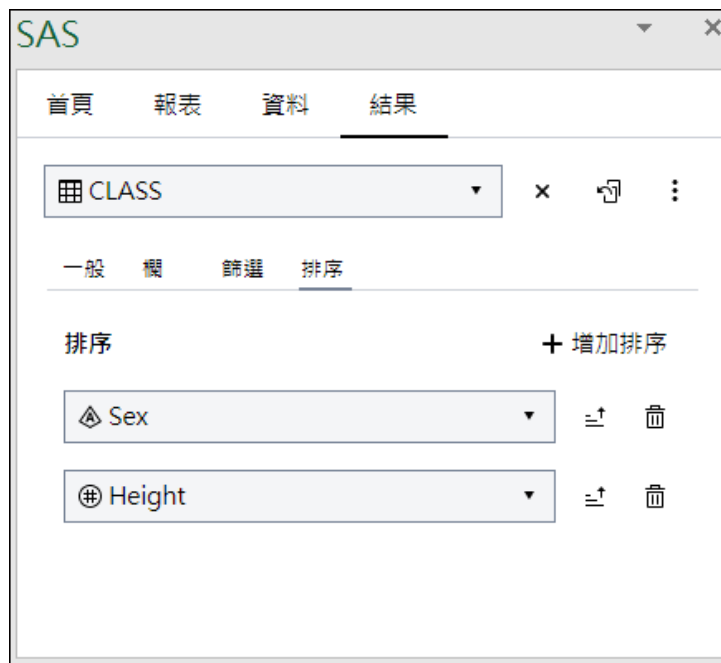 SAS
首頁 報表 資料 結果
CLASS
一般 欄 篩選 排序
排序 + 增加排序
Sex
Height